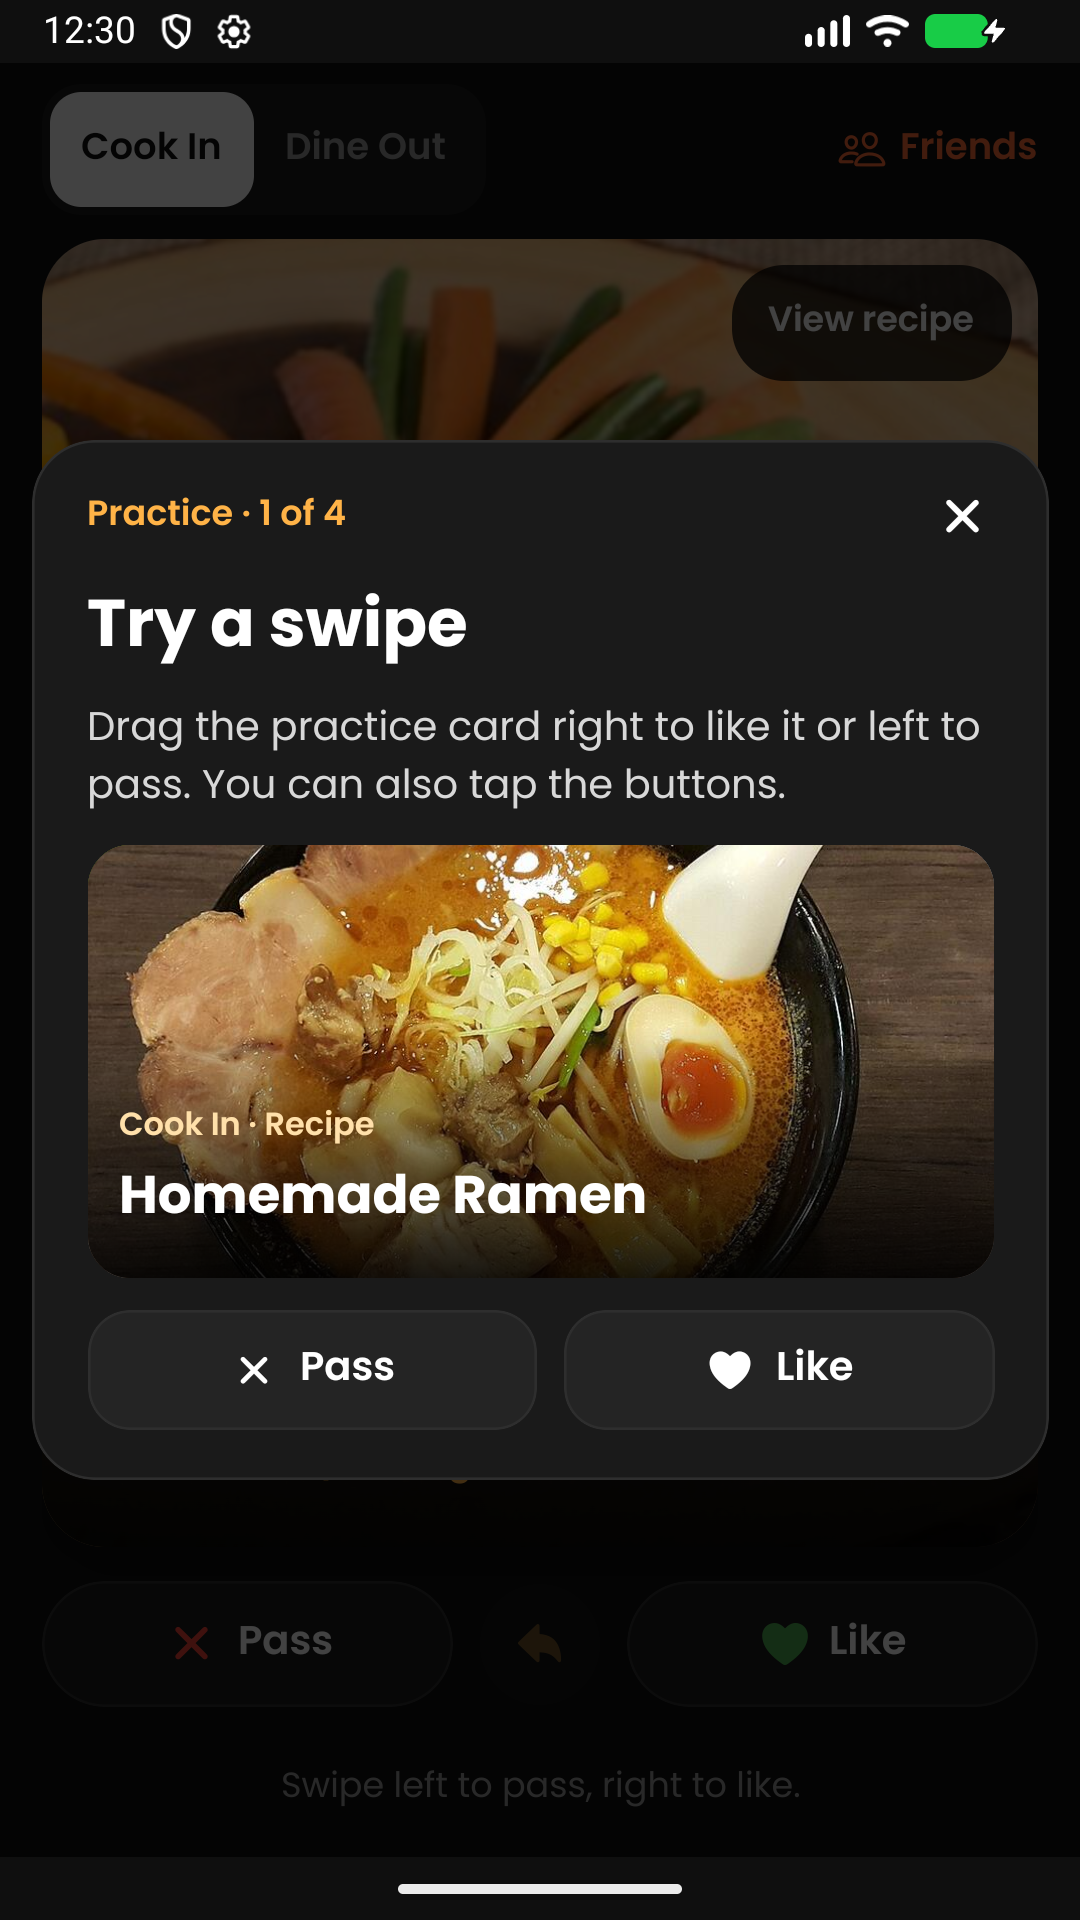 12:30
Cook In
Dine Out
Friends
View recipe
Practice · 1 of 4
Try a swipe
Drag the practice card right to like it or left to
pass. You can also tap the buttons.
Cook In · Recipe
Homemade Ramen
Pass
Like
Pass
Like
Swipe left to pass, right to like.